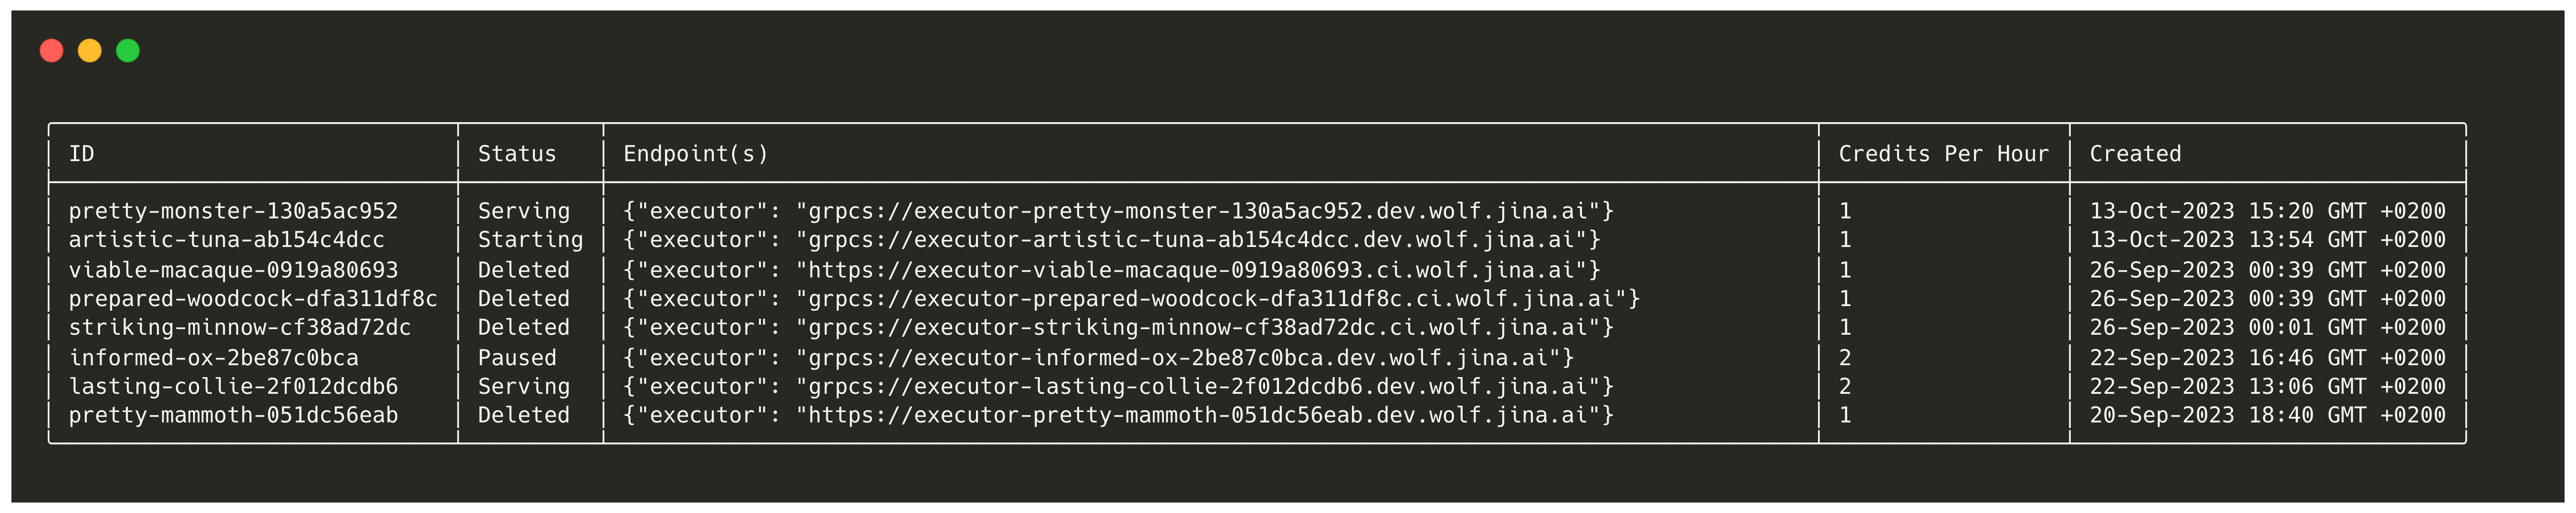 ID Status Endpoint(s) Credits Per Hour Created
pretty-monster-130a5ac952 Serving {"executor": "grpcs://executor-pretty-monster-130a5ac952.dev.wolf.jina.ai"} 1 13-Oct-2023 15:20 GMT +0200
artistic-tuna-ab154c4dcc Starting {"executor": "grpcs://executor-artistic-tuna-ab154c4dcc.dev.wolf.jina.ai"} 1 13-Oct-2023 13:54 GMT +0200
viable-macaque-0919a80693 Deleted {"executor": "https://executor-viable-macaque-0919a80693.ci.wolf.jina.ai"} 1 26-Sep-2023 00:39 GMT +0200
prepared-woodcock-dfa311df8c Deleted {"executor": "grpcs://executor-prepared-woodcock-dfa311df8c.ci.wolf.jina.ai"} 1 26-Sep-2023 00:39 GMT +0200
striking-minnow-cf38ad72dc Deleted {"executor": "grpcs://executor-striking-minnow-cf38ad72dc.ci.wolf.jina.ai"} 1 26-Sep-2023 00:01 GMT +0200
informed-ox-2be87c0bca Paused {"executor": "grpcs://executor-informed-ox-2be87c0bca.dev.wolf.jina.ai"} 2 22-Sep-2023 16:46 GMT +0200
lasting-collie-2f012dcdb6 Serving {"executor": "grpcs://executor-lasting-collie-2f012dcdb6.dev.wolf.jina.ai"} 2 22-Sep-2023 13:06 GMT +0200
pretty-mammoth-051dc56eab Deleted {"executor": "https://executor-pretty-mammoth-051dc56eab.dev.wolf.jina.ai"} 1 20-Sep-2023 18:40 GMT +0200